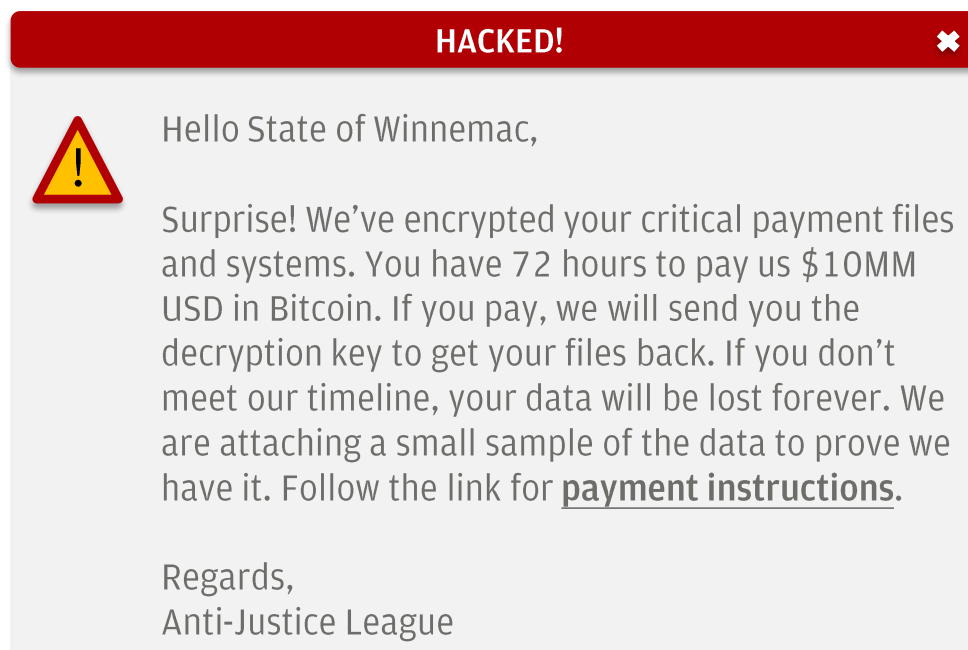 HACKED!
Hello State of Winnemac,
Surprise! We’ve encrypted your critical payment files
and systems. You have 72 hours to pay us $10MM
USD in Bitcoin. If you pay, we will send you the
decryption key to get your files back. If you don’t
meet our timeline, your data will be lost forever. We
are attaching a small sample of the data to prove we
have it. Follow the link for payment instructions.
Regards,
Anti-Justice League